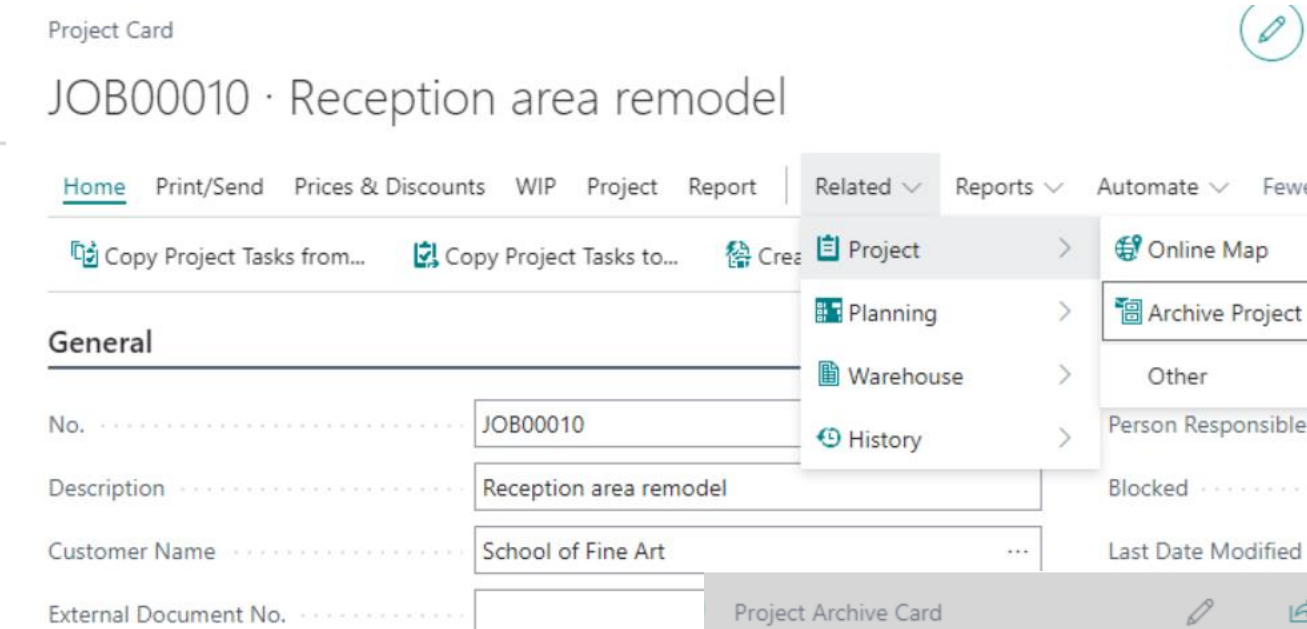 Project Card
JOB00010 · Reception area remodel
Home Print/Send Prices & Discounts WIP Project Report Related Reports Automate Fewe
Copy Project Tasks from... Copy Project Tasks to... Crea Project Online Map
Planning Archive Project
General
Warehouse Other
No. JOB00010 History Person Responsible
Description Reception area remodel Blocked
Customer Name School of Fine Art ... Last Date Modified
External Document No. Project Archive Card